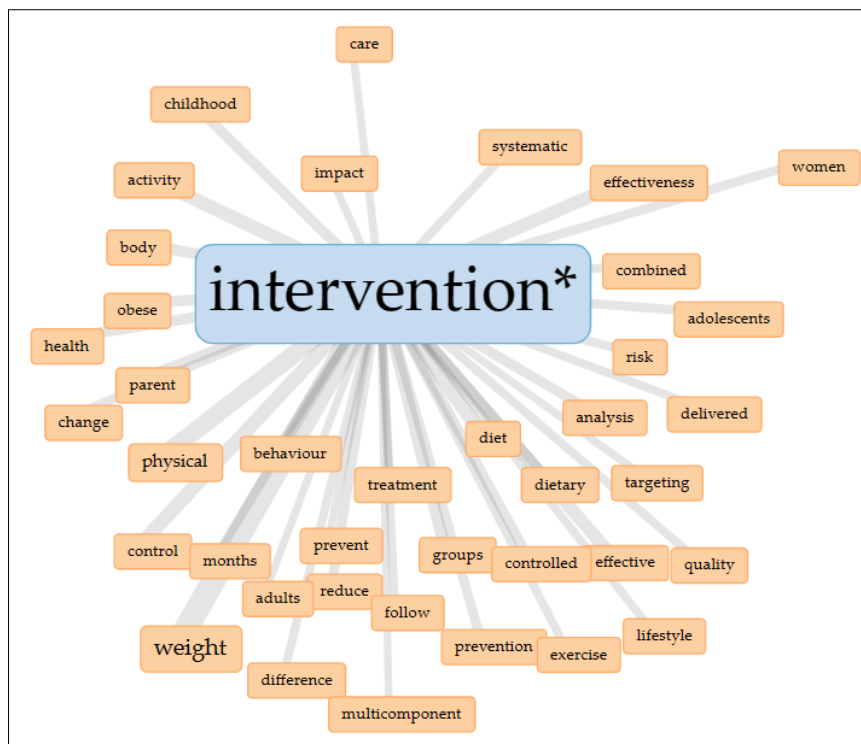 care
childhood
systematic
impact
women
activity
effectiveness
body
combined
intervention*
obese
adolescents
health
risk
parent
change
analysis
delivered
diet
behaviour
physical
treatment
dietary
targeting
prevent
control
months
groups
controlled
effective
quality
reduce
adults
follow
lifestyle
weight
prevention
exercise
difference
multicomponent